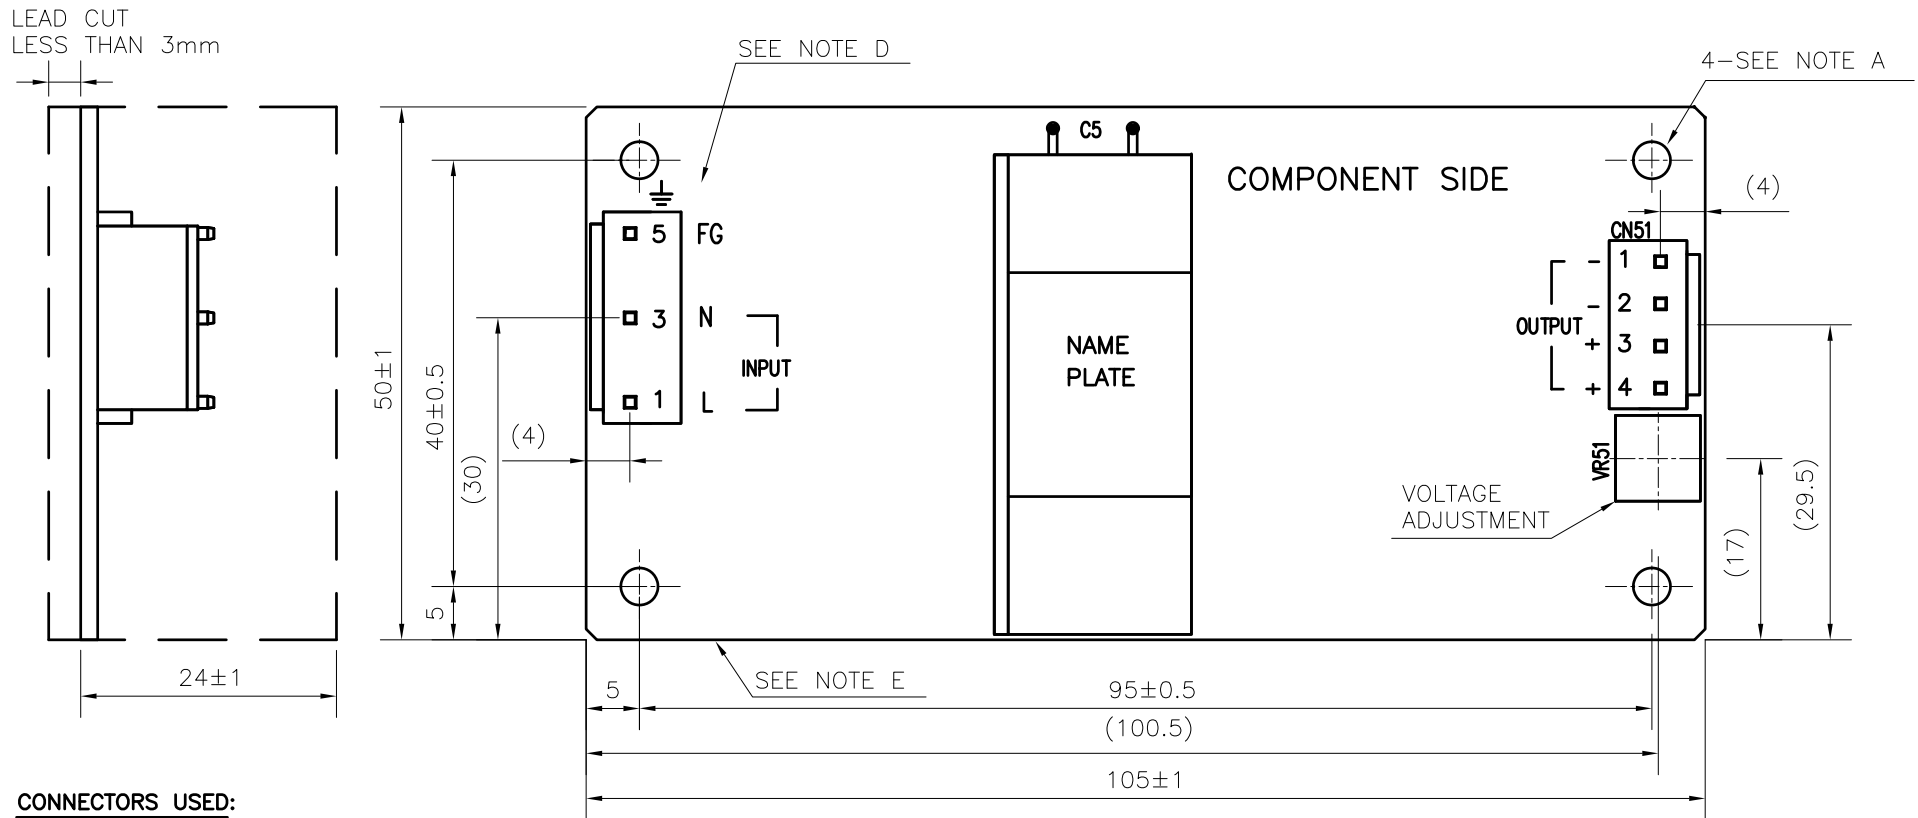 LEAD CUT
LESS THAN 3mm
SEE NOTE D
4-SEE NOTE A
C5
COMPONENT SIDE
(4)
5 FG
3 N
1 L
INPUT
NAME
PLATE
CN51
- 1
- 2
+ 3
+ 4
OUTPUT
VR51
VOLTAGE
ADJUSTMENT
50±1
40±0.5
(30)
(4)
5
(17)
(29.5)
24±1
SEE NOTE E
5
95±0.5
(100.5)
105±1
CONNECTORS USED: